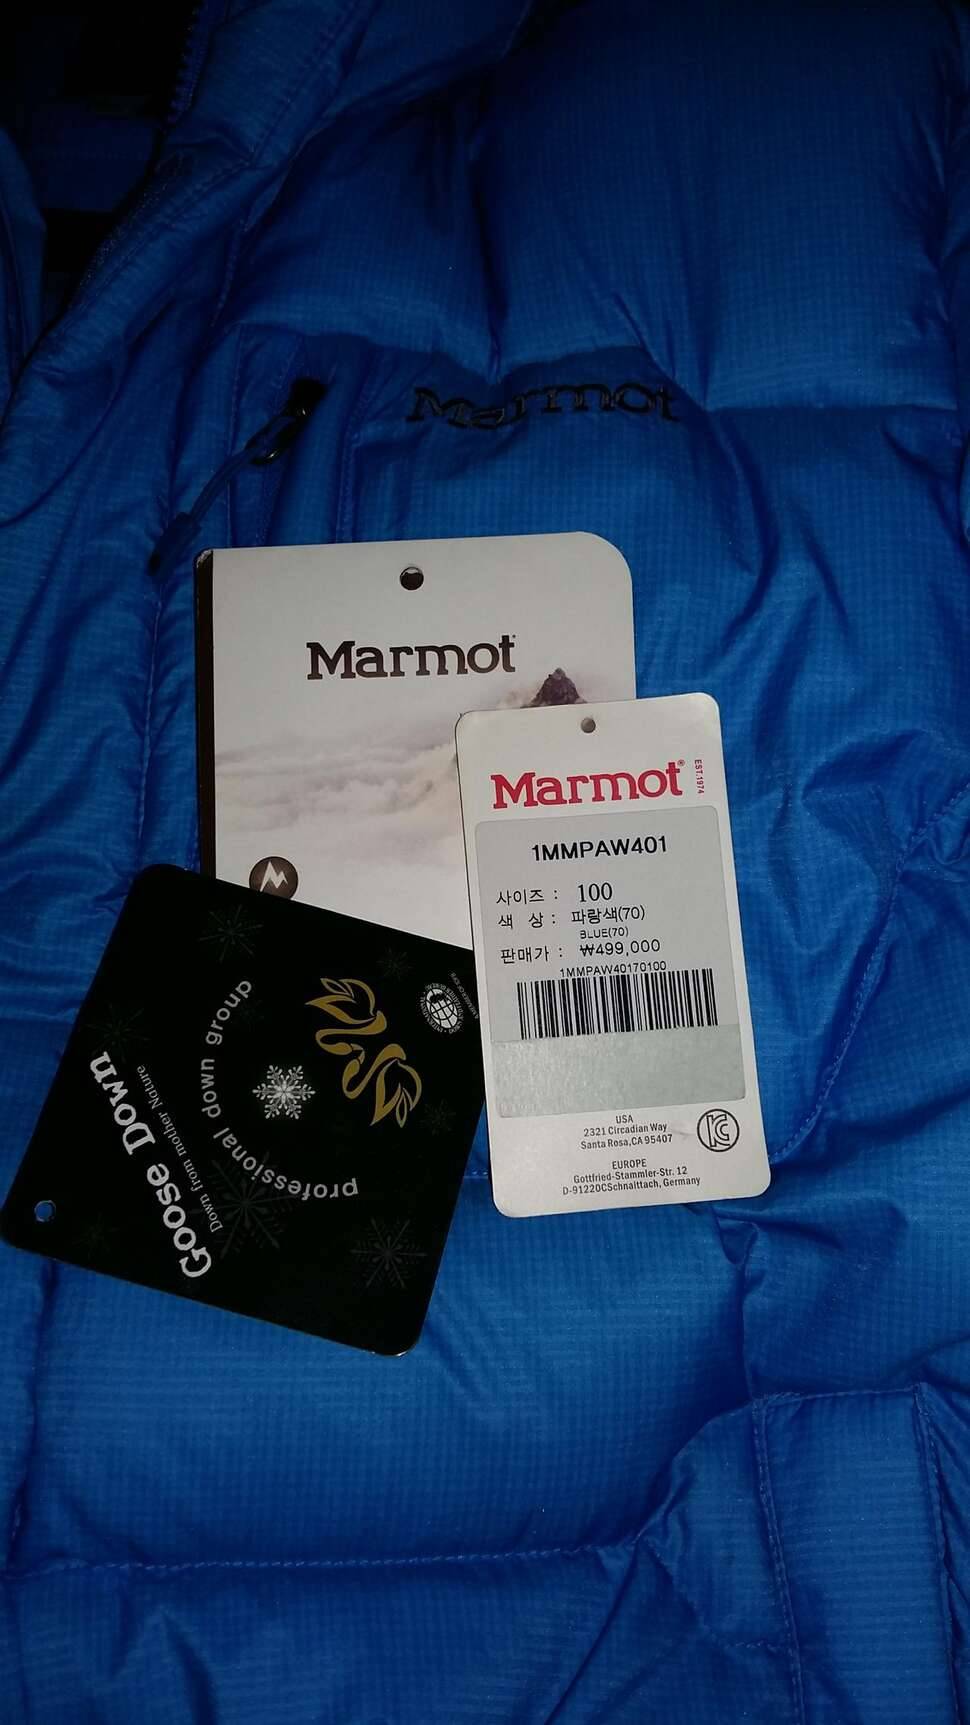 Marmot
Marmot
Marmot®
EST.1974
1MMPAW401
사이즈 : 100
색 상 : 파랑색(70)
BLUE(70)
판매가 : ₩499,000
1MMPAW40170100
USA
2321 Circadian Way
Santa Rosa,CA 95407
EUROPE
Gottfried-Stammler-Str. 12
D-91220CSchnaittach, Germany
Goose Down
Down from mother Nature
professional down group